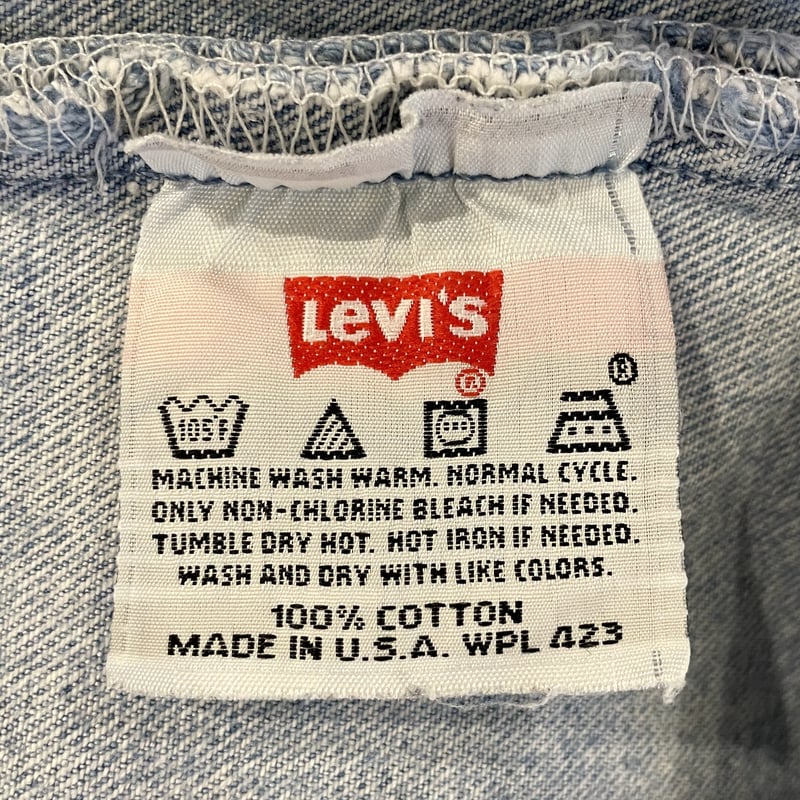 Levi's
®
®
105F
MACHINE WASH WARM. NORMAL CYCLE.
ONLY NON-CHLORINE BLEACH IF NEEDED.
TUMBLE DRY HOT. HOT IRON IF NEEDED.
WASH AND DRY WITH LIKE COLORS.
100% COTTON
MADE IN U.S.A. WPL 423